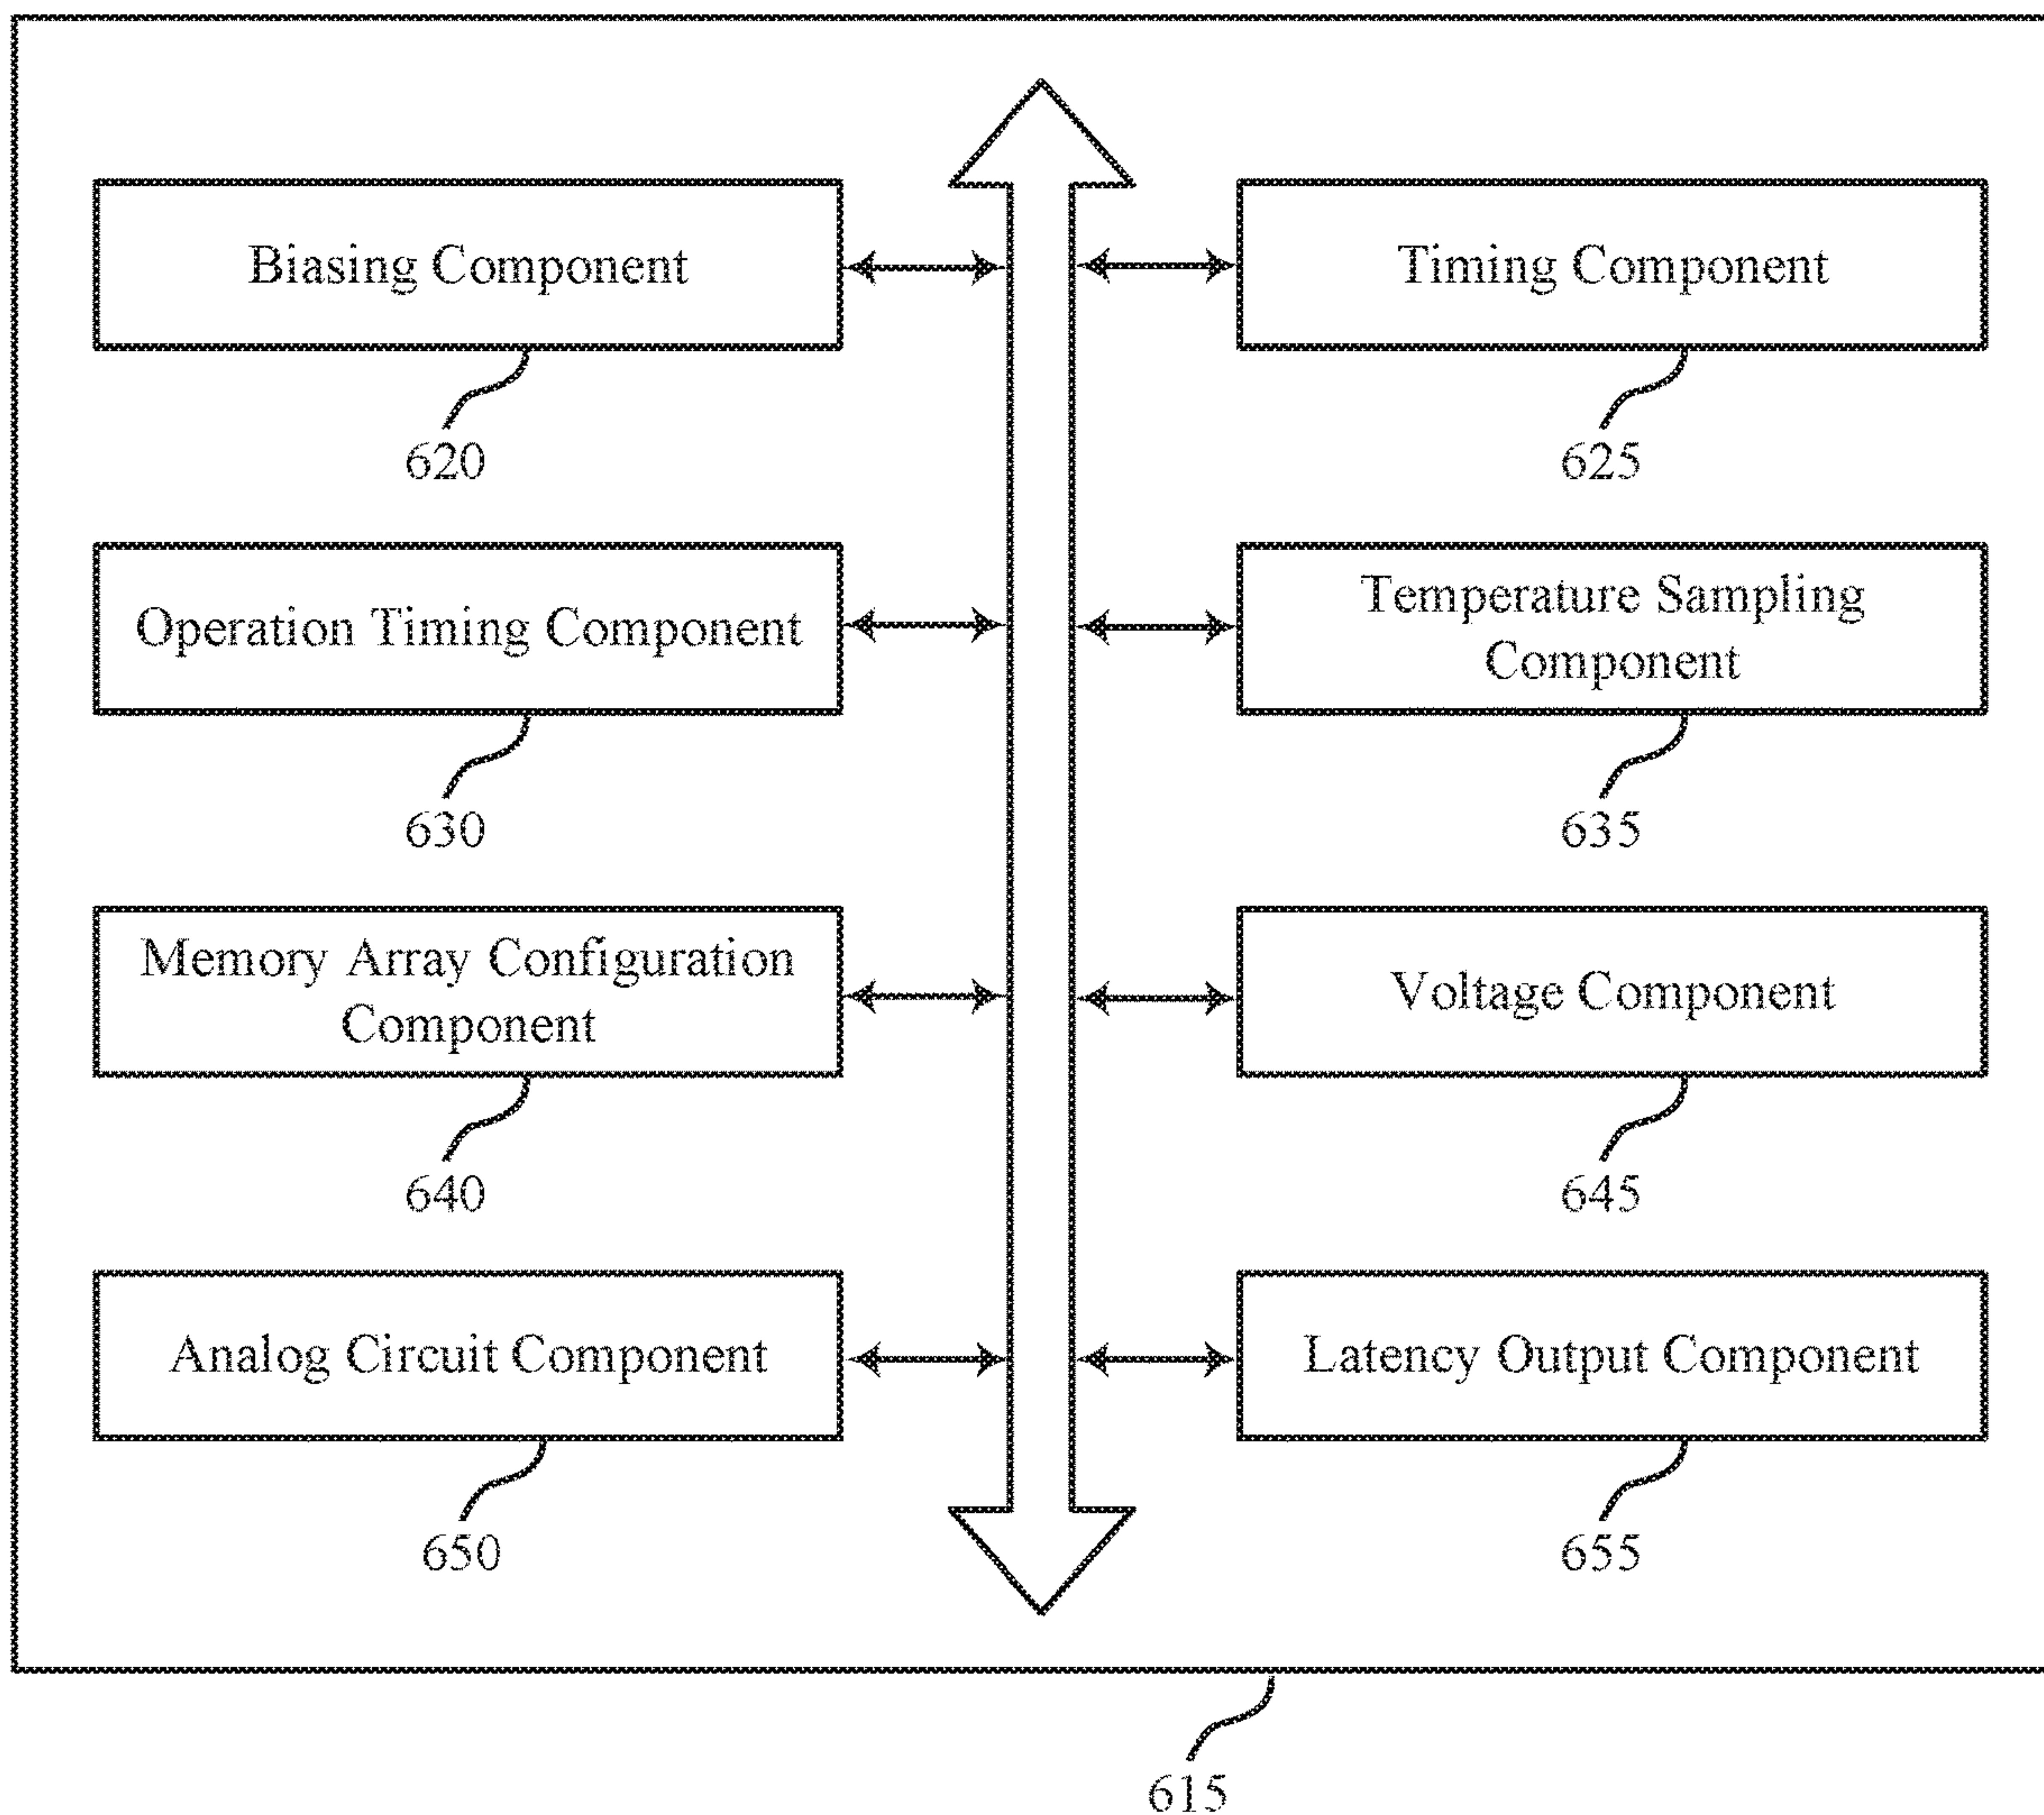 Biasing Component
Timing Component
620
625
Operation Timing Component
Temperature Sampling
Component
630
635
Memory Array Configuration
Component
Voltage Component
640
645
Analog Circuit Component
Latency Output Component
650
655
615